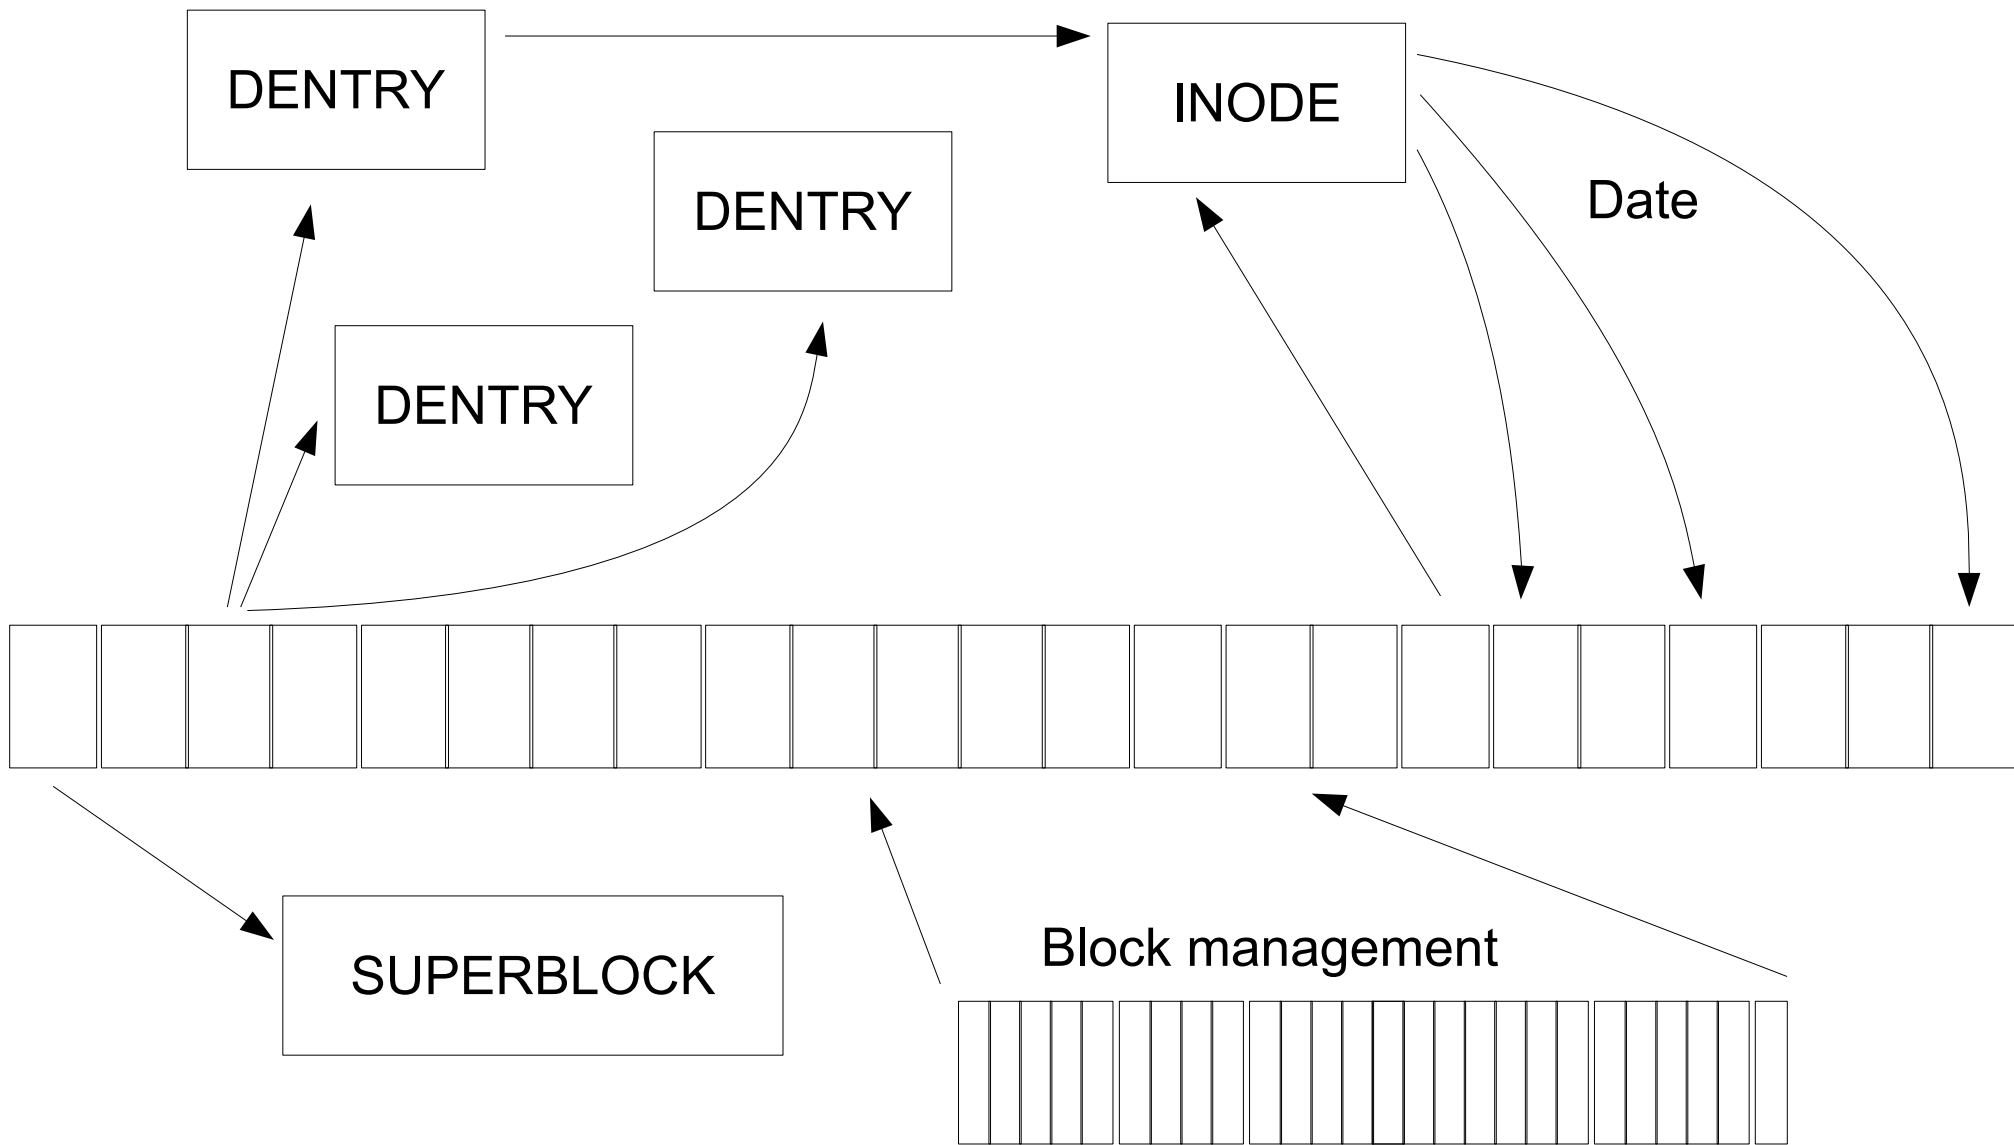 DENTRY
INODE
DENTRY
Date
DENTRY
Block management
SUPERBLOCK